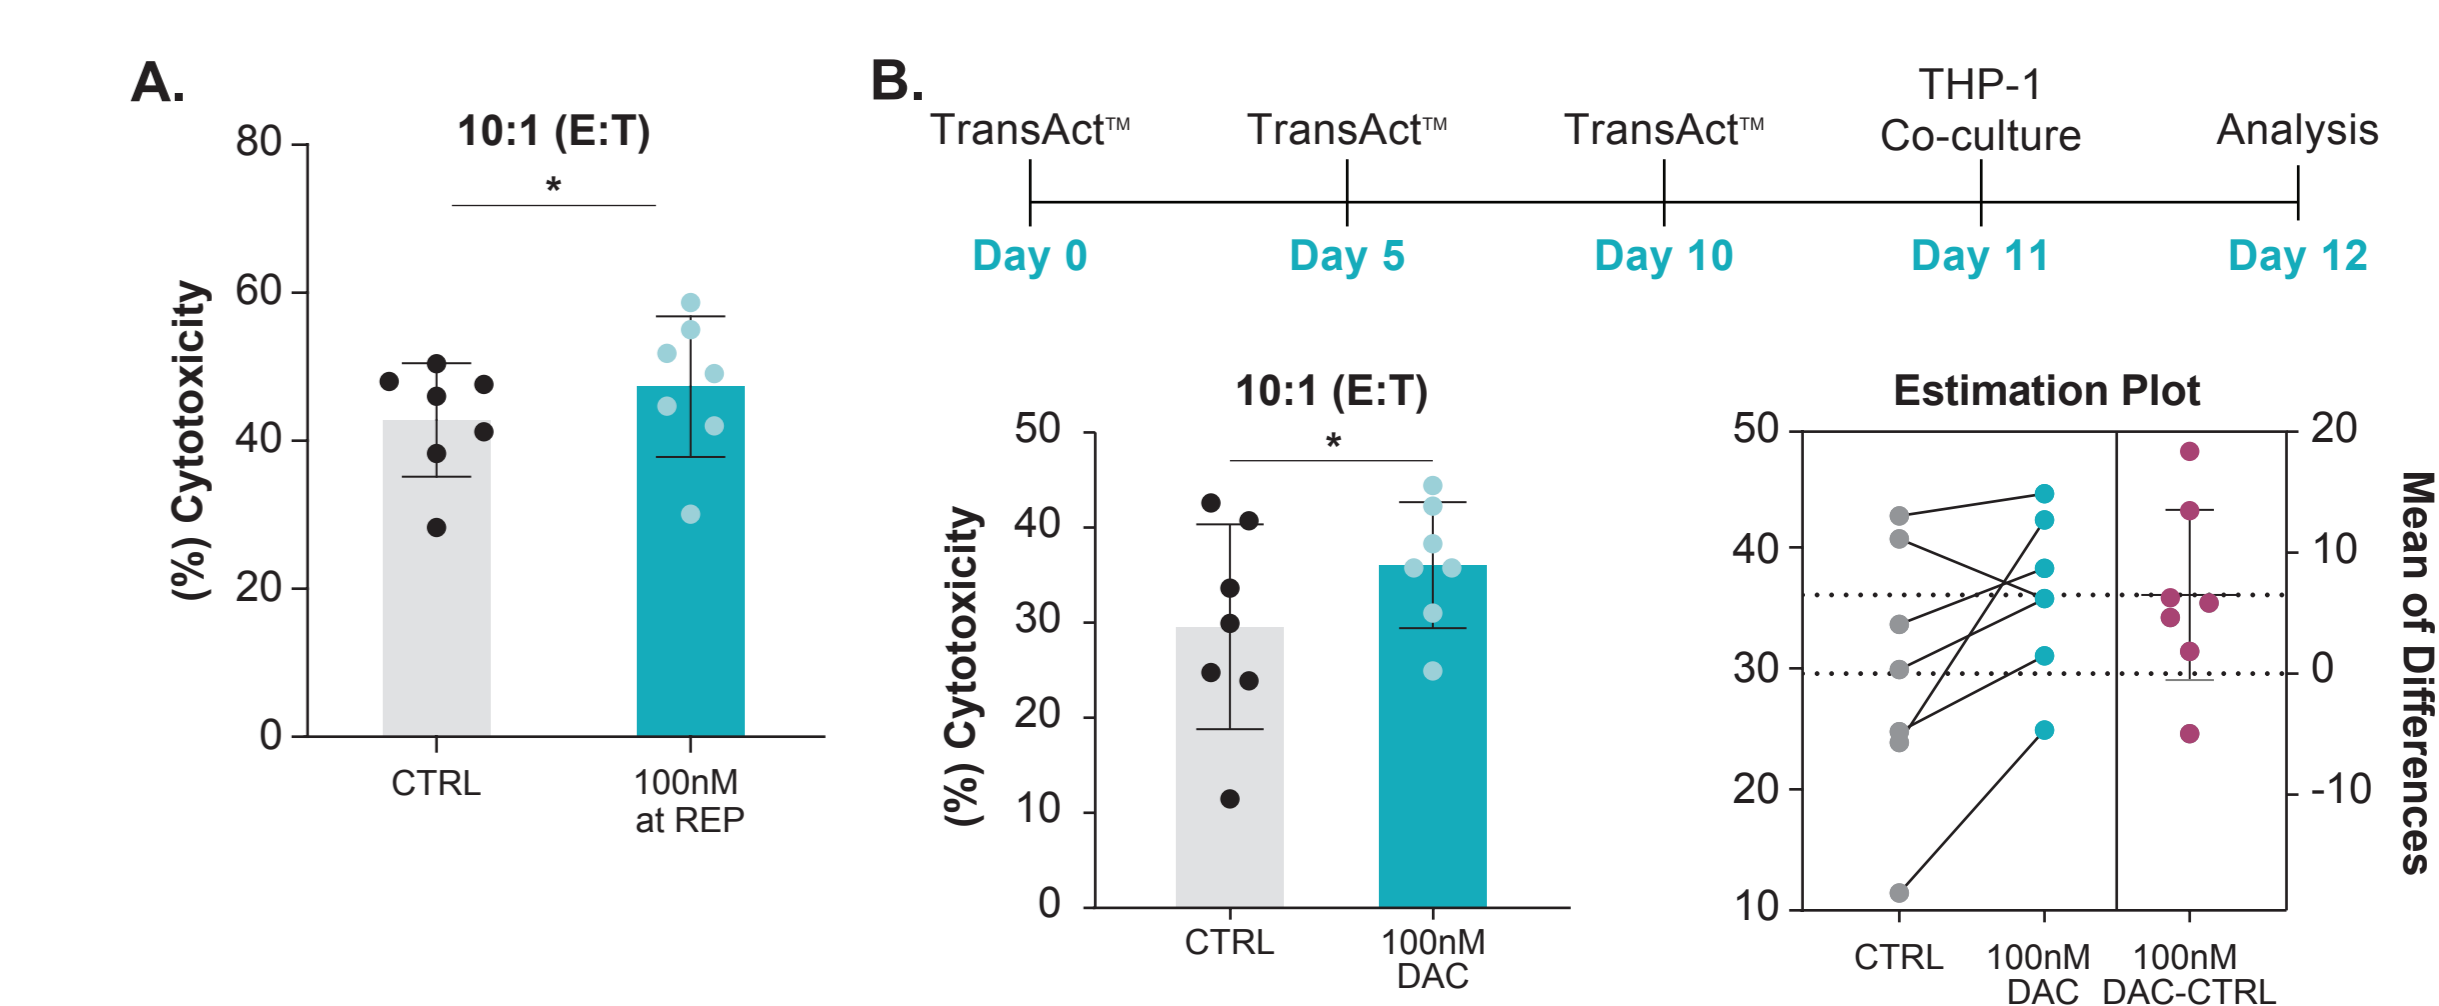 A.
10:1 (E:T)
*
80
60
40
20
0
(%) Cytotoxicity
CTRL
100nM
at REP
B.
TransAct™
TransAct™
TransAct™
THP-1
Co-culture
Analysis
Day 0
Day 5
Day 10
Day 11
Day 12
10:1 (E:T)
*
50
40
30
20
10
0
(%) Cytotoxicity
CTRL
100nM
DAC
Estimation Plot
50
40
30
20
10
20
10
0
-10
Mean of Differences
CTRL
100nM
DAC
100nM
DAC-CTRL